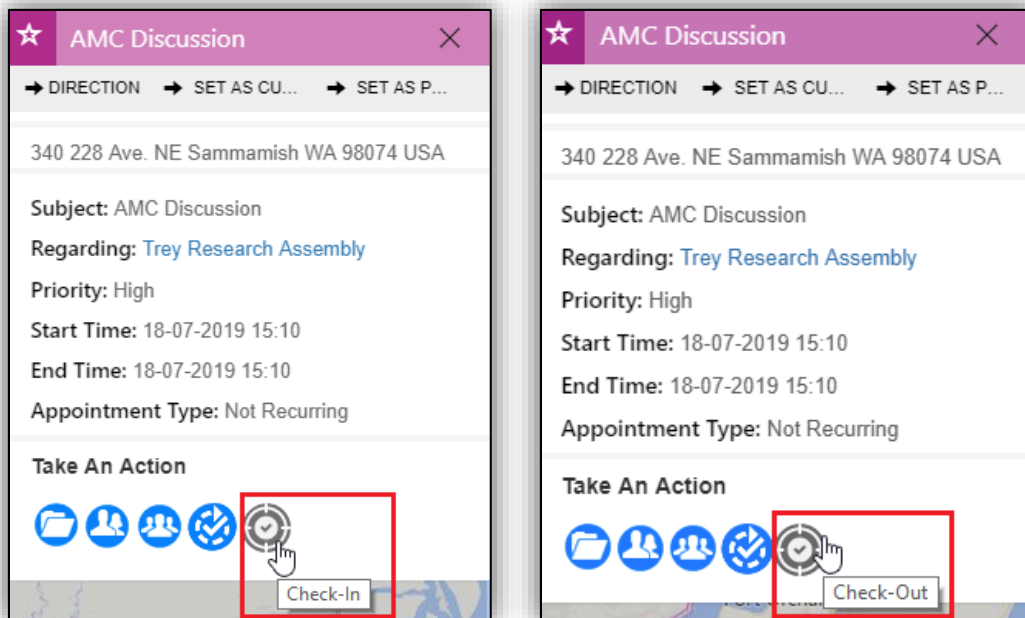 AMC Discussion
DIRECTION SET AS CU... SET AS P...
340 228 Ave. NE Sammamish WA 98074 USA
Subject: AMC Discussion
Regarding: Trey Research Assembly
Priority: High
Start Time: 18-07-2019 15:10
End Time: 18-07-2019 15:10
Appointment Type: Not Recurring
Take An Action
Check-In
AMC Discussion
DIRECTION SET AS CU... SET AS P...
340 228 Ave. NE Sammamish WA 98074 USA
Subject: AMC Discussion
Regarding: Trey Research Assembly
Priority: High
Start Time: 18-07-2019 15:10
End Time: 18-07-2019 15:10
Appointment Type: Not Recurring
Take An Action
Check-Out